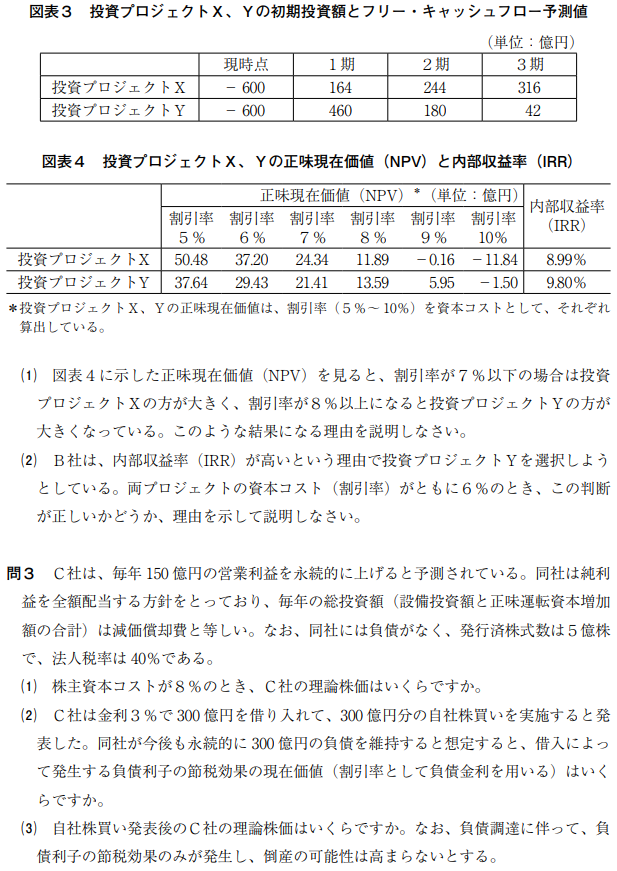 図表3　投資プロジェクトX、Yの初期投資額とフリー・キャッシュフロー予測値
（単位：億円）
現時点　1期　2期　3期
投資プロジェクトX　－600　164　244　316
投資プロジェクトY　－600　460　180　42
図表4　投資プロジェクトX、Yの正味現在価値（NPV）と内部収益率（IRR）
正味現在価値（NPV）＊（単位：億円）　内部収益率（IRR）
割引率5％　割引率6％　割引率7％　割引率8％　割引率9％　割引率10%
投資プロジェクトX　50.48　37.20　24.34　11.89　－0.16　－11.84　8.99%
投資プロジェクトY　37.64　29.43　21.41　13.59　5.95　－1.50　9.80%
＊投資プロジェクトX、Yの正味現在価値は、割引率（5％～10%）を資本コストとして、それぞれ
算出している。
⑴　図表4に示した正味現在価値（NPV）を見ると、割引率が7％以下の場合は投資
プロジェクトXの方が大きく、割引率が8％以上になると投資プロジェクトYの方が
大きくなっている。このような結果になる理由を説明しなさい。
⑵　B社は、内部収益率（IRR）が高いという理由で投資プロジェクトYを選択しよう
としている。両プロジェクトの資本コスト（割引率）がともに6％のとき、この判断
が正しいかどうか、理由を示して説明しなさい。
問3　C社は、毎年150億円の営業利益を永続的に上げると予測されている。同社は純利
益を全額配当する方針をとっており、毎年の総投資額（設備投資額と正味運転資本増加
額の合計）は減価償却費と等しい。なお、同社には負債がなく、発行済株式数は5億株
で、法人税率は40%である。
⑴　株主資本コストが8％のとき、C社の理論株価はいくらですか。
⑵　C社は金利3％で300億円を借り入れて、300億円分の自社株買いを実施すると発
表した。同社が今後も永続的に300億円の負債を維持すると想定すると、借入によっ
て発生する負債利子の節税効果の現在価値（割引率として負債金利を用いる）はいく
らですか。
⑶　自社株買い発表後のC社の理論株価はいくらですか。なお、負債調達に伴って、負
債利子の節税効果のみが発生し、倒産の可能性は高まらないとする。